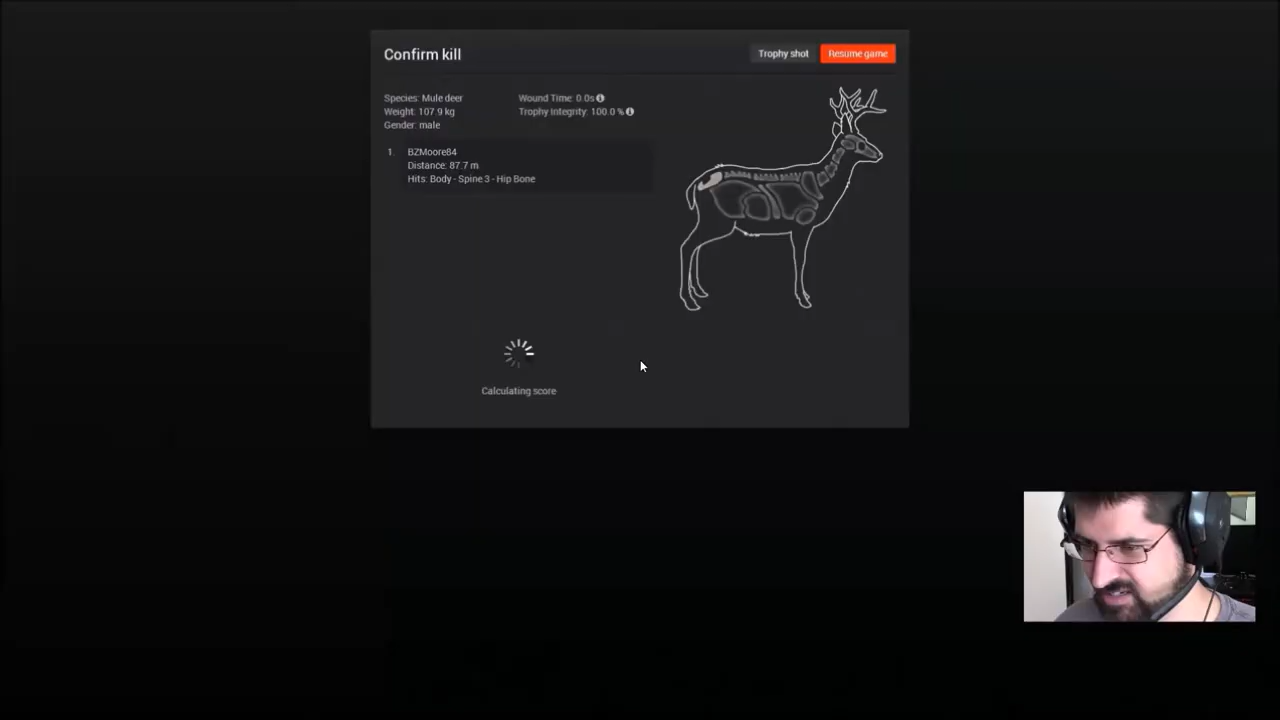 Confirm kill
Trophy shot
Resume game
Species: Mule deer
Weight: 107.9 kg
Gender: male
Wound Time: 0.0s
Trophy Integrity: 100.0 %
1. BZMoore84
Distance: 87.7 m
Hits: Body - Spine 3 - Hip Bone
Calculating score